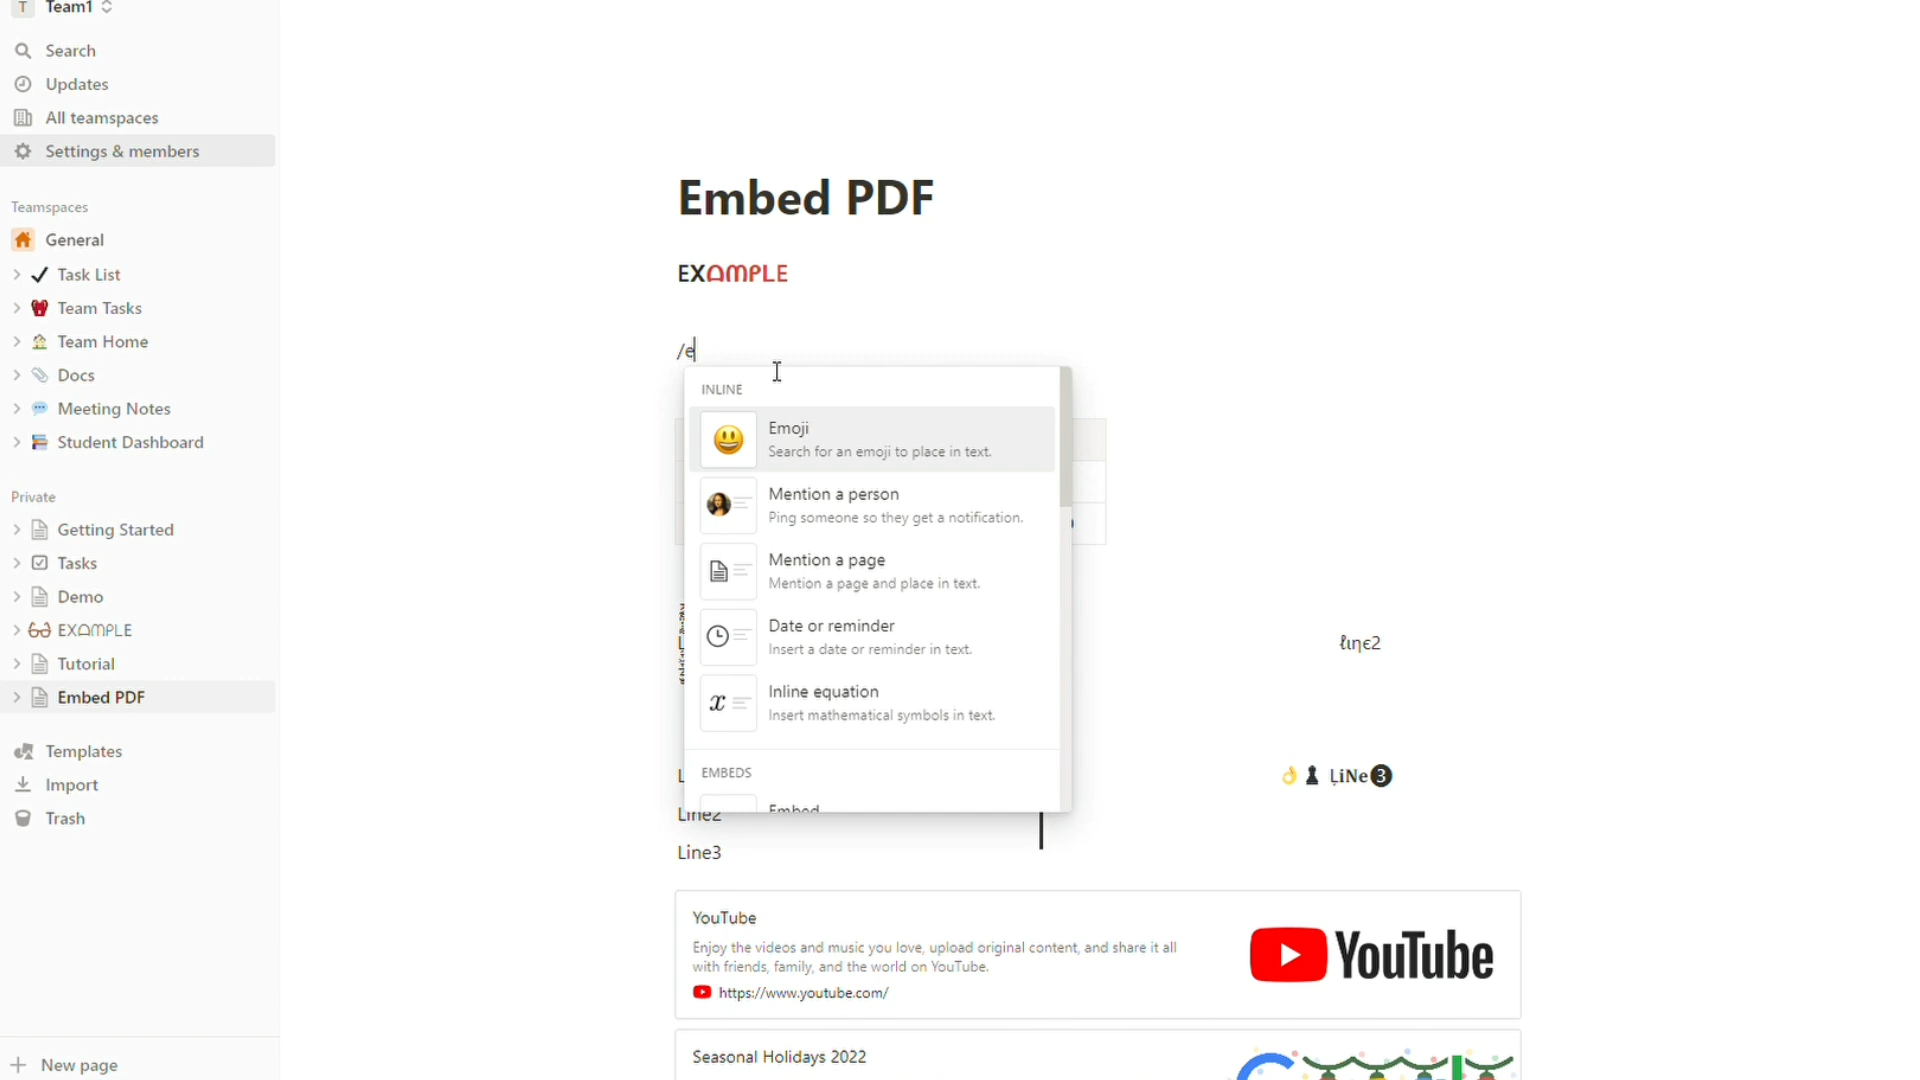 T Team1
Search
Updates
All teamspaces
Settings & members
Teamspaces
General
Task List
Team Tasks
Team Home
Docs
Meeting Notes
Student Dashboard
Private
Getting Started
Tasks
Demo
EXᗩᗰᑭᒪE
Tutorial
Embed PDF
Templates
Import
Trash
New page
Embed PDF
EXᗩᗰᑭᒪE
/e
INLINE
Emoji
Search for an emoji to place in text.
Mention a person
Ping someone so they get a notification.
Mention a page
Mention a page and place in text.
Date or reminder
Insert a date or reminder in text.
Inline equation
Insert mathematical symbols in text.
EMBEDS
Embed
ℓιηє2
👌♟ ĻiNe❸
Line2
Line3
YouTube
Enjoy the videos and music you love, upload original content, and share it all
with friends, family, and the world on YouTube.
https://www.youtube.com/
YouTube
Seasonal Holidays 2022